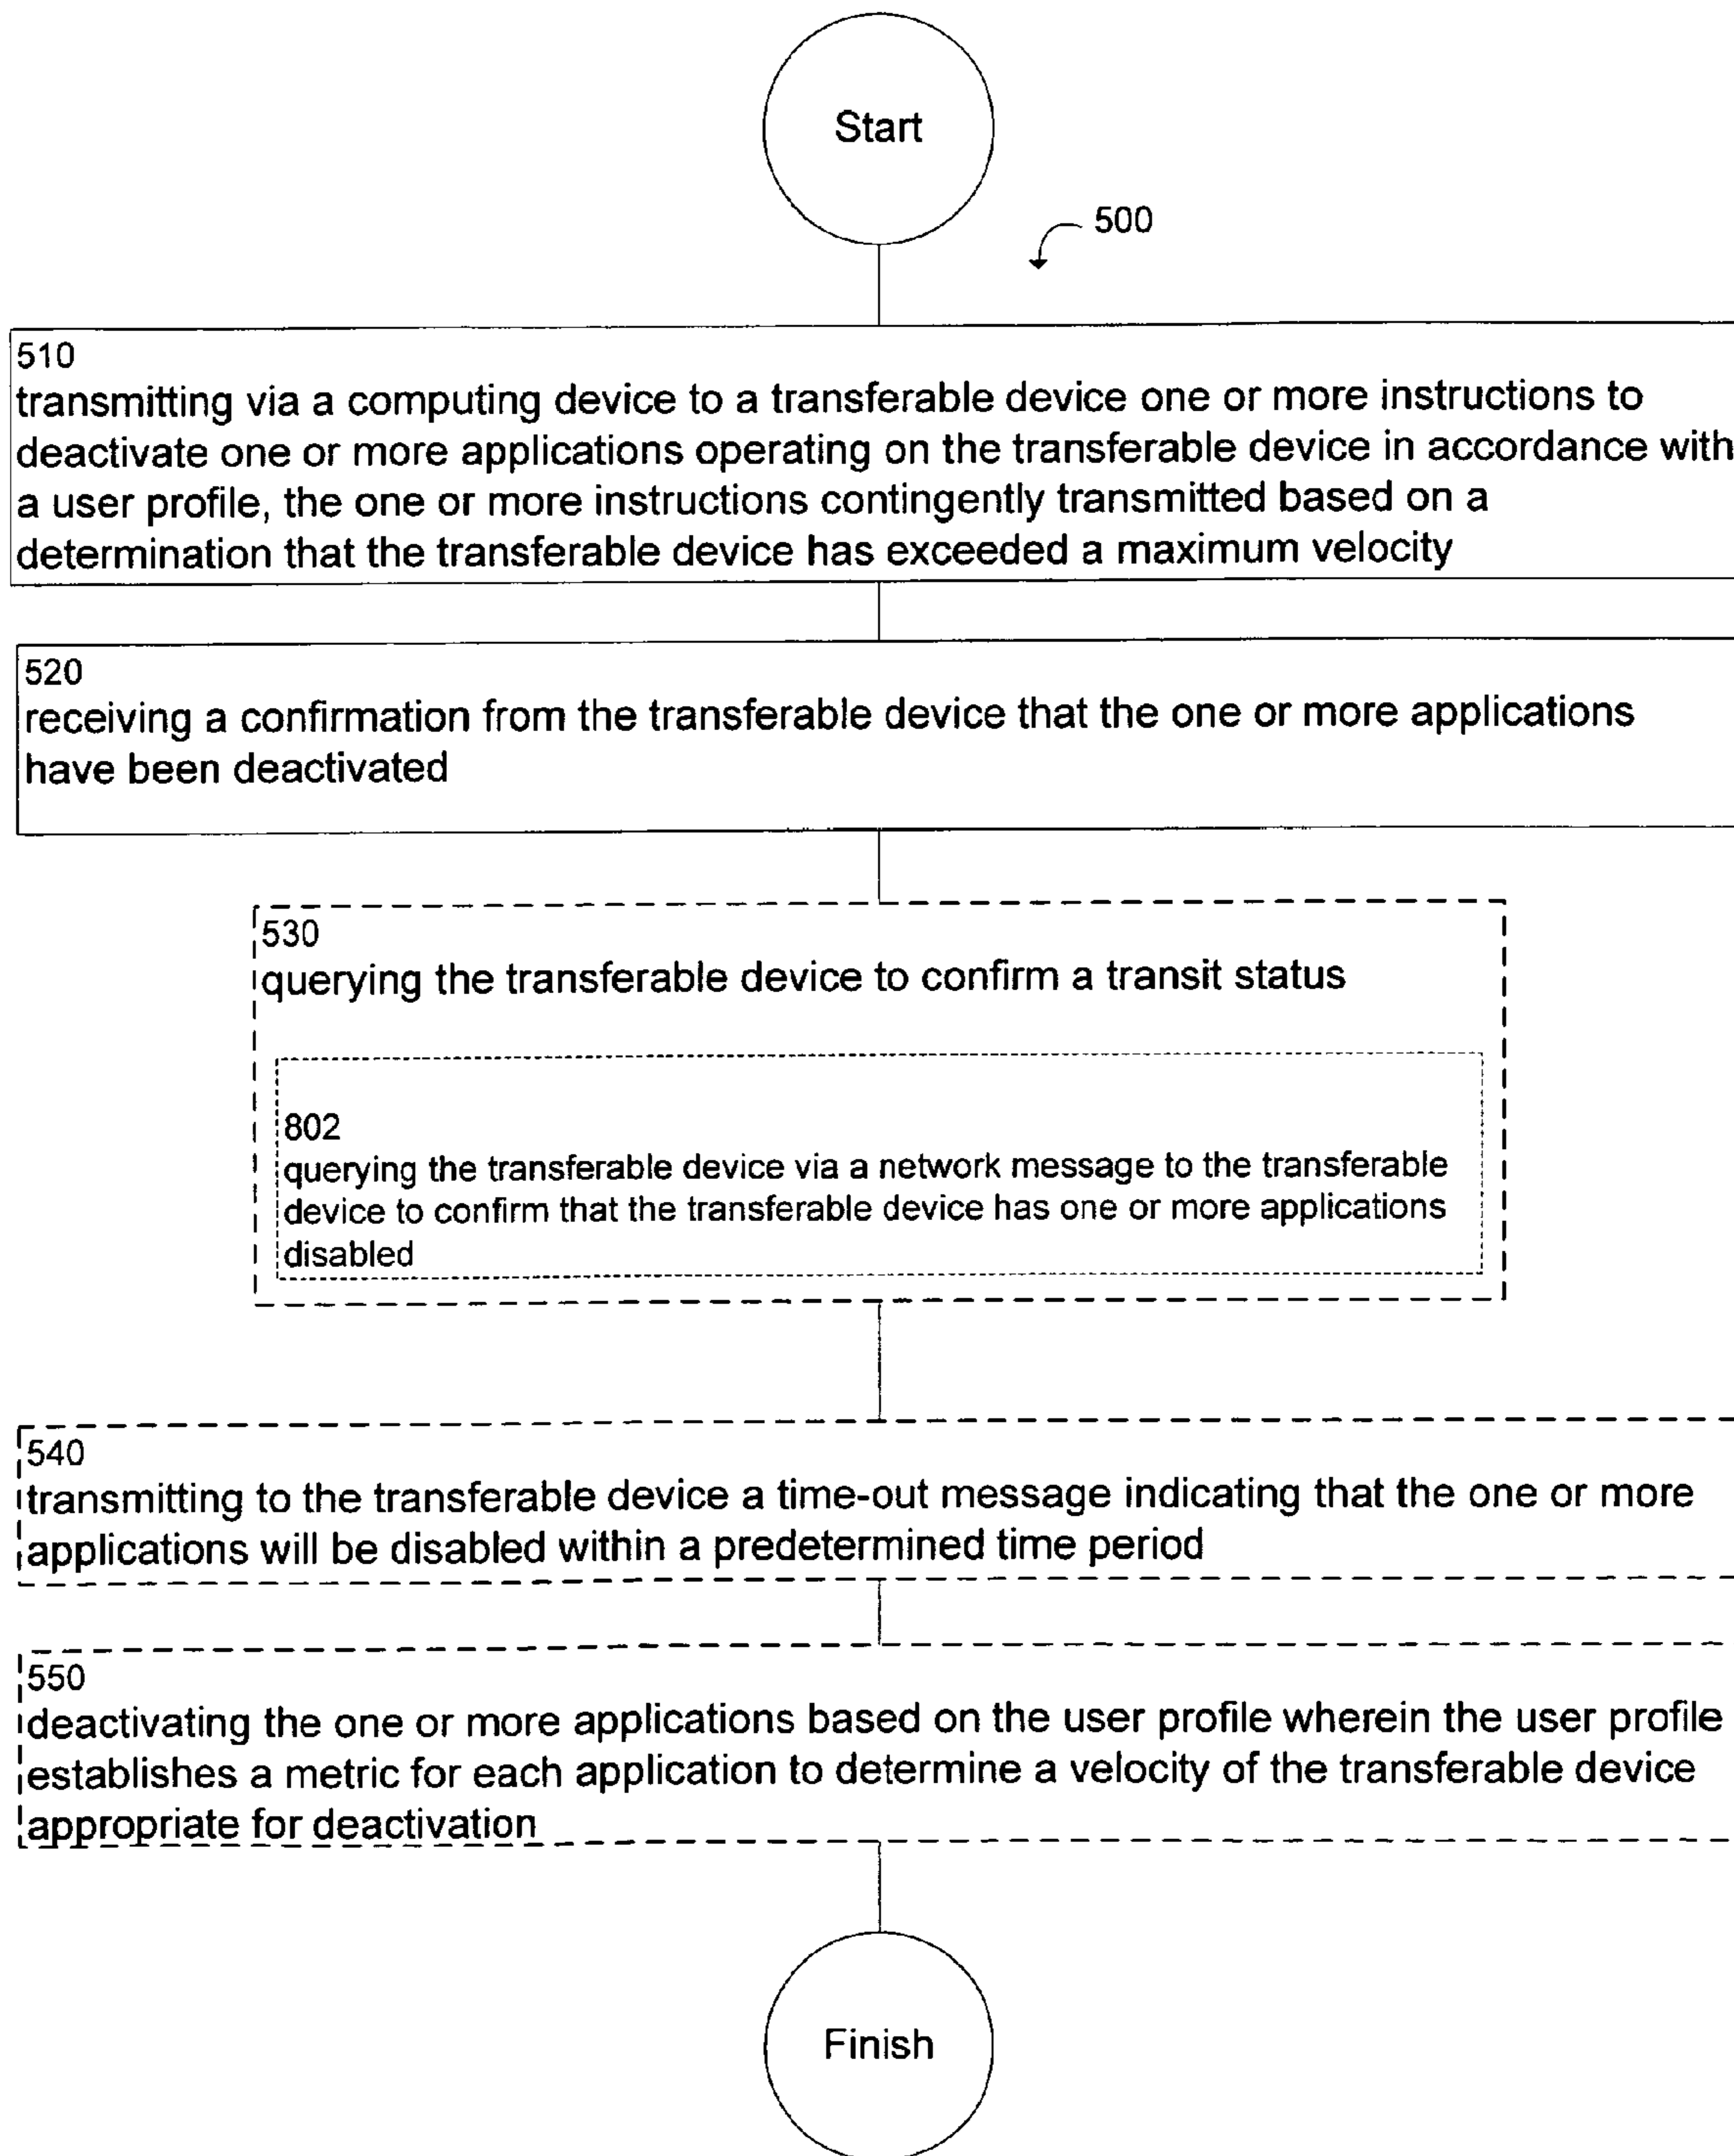 Start
500
510
transmitting via a computing device to a transferable device one or more instructions to
deactivate one or more applications operating on the transferable device in accordance with
a user profile, the one or more instructions contingently transmitted based on a
determination that the transferable device has exceeded a maximum velocity
520
receiving a confirmation from the transferable device that the one or more applications
have been deactivated
530
querying the transferable device to confirm a transit status
802
querying the transferable device via a network message to the transferable
device to confirm that the transferable device has one or more applications
disabled
540
transmitting to the transferable device a time-out message indicating that the one or more
applications will be disabled within a predetermined time period
550
deactivating the one or more applications based on the user profile wherein the user profile
establishes a metric for each application to determine a velocity of the transferable device
appropriate for deactivation
Finish